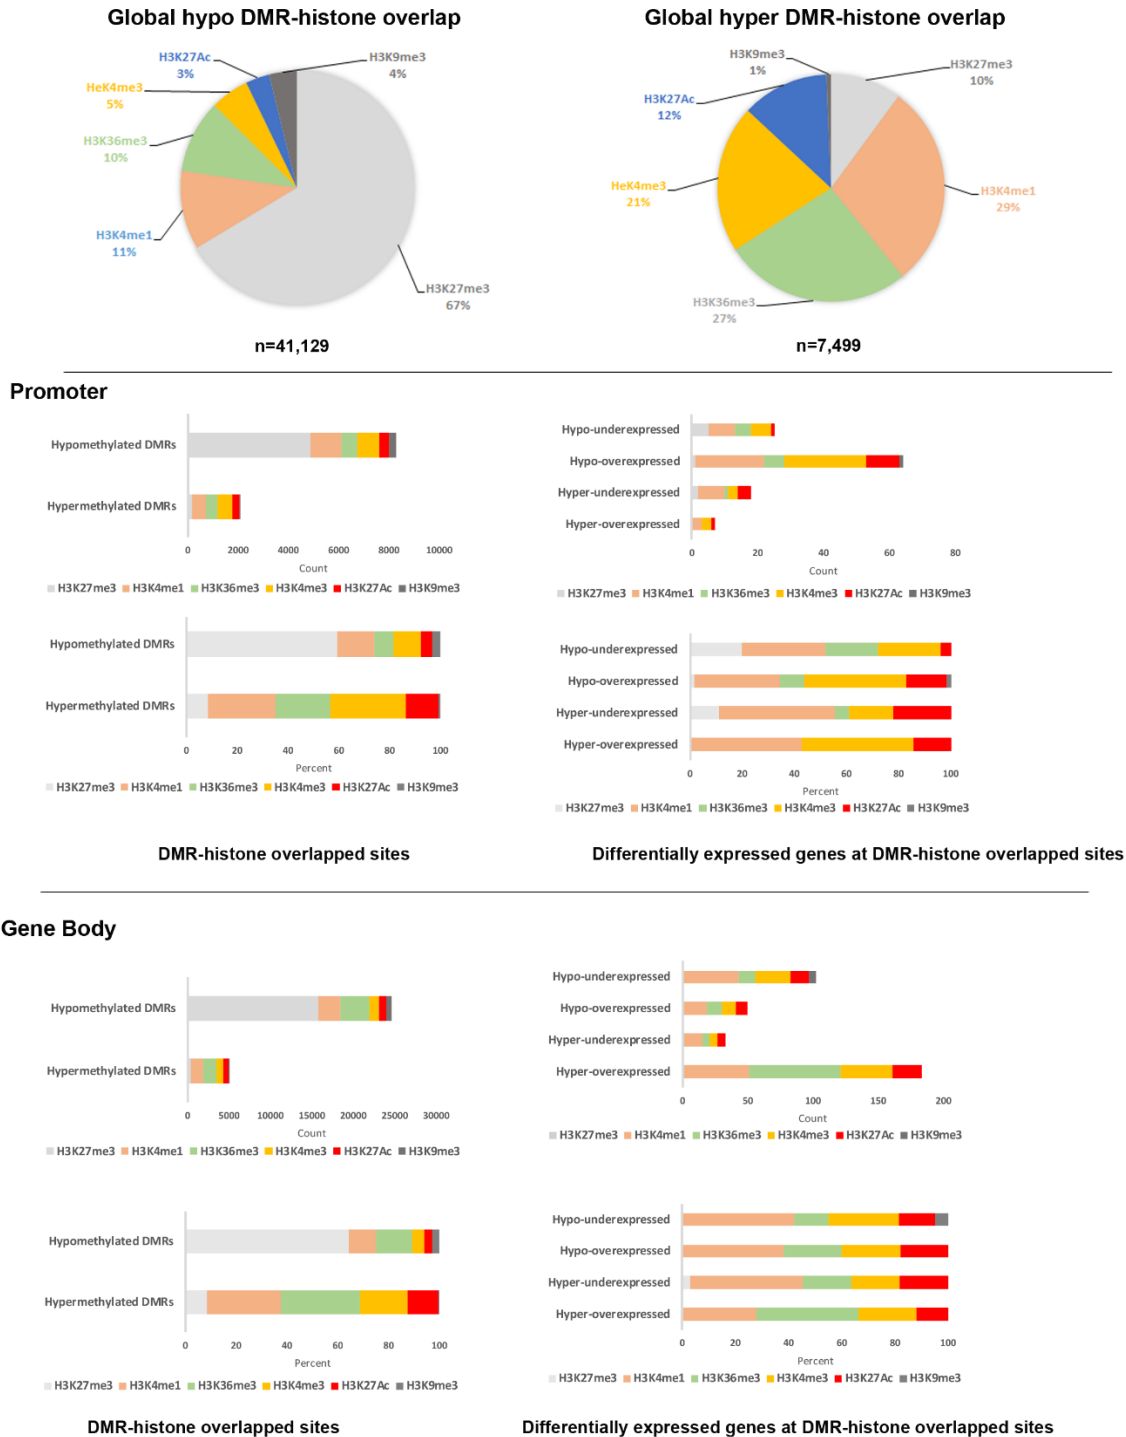 Global hypo DMR-histone overlap
Global hyper DMR-histone overlap
H3K27Ac
3%
H3K9me3
4%
HeK4me3
5%
H3K36me3
10%
H3K4me1
11%
H3K27me3
67%
n=41,129
H3K9me3
1%
H3K27me3
10%
H3K27Ac
12%
HeK4me3
21%
H3K4me1
29%
H3K36me3
27%
n=7,499
Promoter
Hypomethylated DMRs
Hypermethylated DMRs
0 2000 4000 6000 8000 10000
Count
H3K27me3 H3K4me1 H3K36me3 H3K4me3 H3K27Ac H3K9me3
Hypo-underexpressed
Hypo-overexpressed
Hyper-underexpressed
Hyper-overexpressed
0 20 40 60 80
Count
H3K27me3 H3K4me1 H3K36me3 H3K4me3 H3K27Ac H3K9me3
Hypomethylated DMRs
Hypermethylated DMRs
0 20 40 60 80 100
Percent
H3K27me3 H3K4me1 H3K36me3 H3K4me3 H3K27Ac H3K9me3
Hypo-underexpressed
Hypo-overexpressed
Hyper-underexpressed
Hyper-overexpressed
0 20 40 60 80 100
Percent
H3K27me3 H3K4me1 H3K36me3 H3K4me3 H3K27Ac H3K9me3
DMR-histone overlapped sites
Differentially expressed genes at DMR-histone overlapped sites
Gene Body
Hypomethylated DMRs
Hypermethylated DMRs
0 5000 10000 15000 20000 25000 30000
Count
H3K27me3 H3K4me1 H3K36me3 H3K4me3 H3K27Ac H3K9me3
Hypo-underexpressed
Hypo-overexpressed
Hyper-underexpressed
Hyper-overexpressed
0 50 100 150 200
Count
H3K27me3 H3K4me1 H3K36me3 H3K4me3 H3K27Ac H3K9me3
Hypomethylated DMRs
Hypermethylated DMRs
0 20 40 60 80 100
Percent
H3K27me3 H3K4me1 H3K36me3 H3K4me3 H3K27Ac H3K9me3
Hypo-underexpressed
Hypo-overexpressed
Hyper-underexpressed
Hyper-overexpressed
0 20 40 60 80 100
Percent
H3K27me3 H3K4me1 H3K36me3 H3K4me3 H3K27Ac H3K9me3
DMR-histone overlapped sites
Differentially expressed genes at DMR-histone overlapped sites